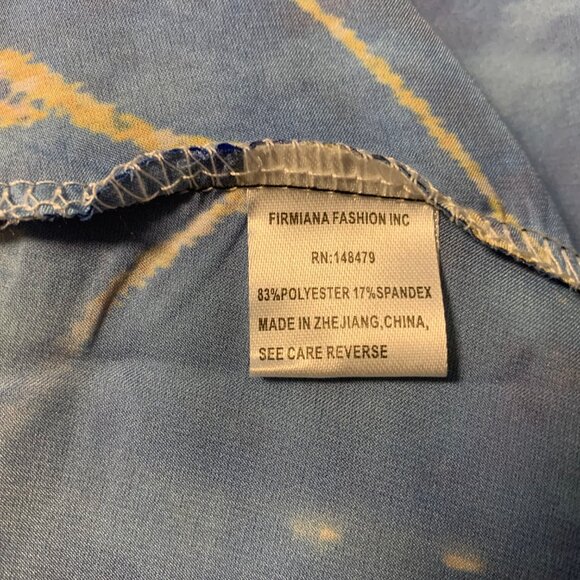 FIRMIANA FASHION INC
RN:148479
83%POLYESTER 17%SPANDEX
MADE IN ZHEJIANG,CHINA,
SEE CARE REVERSE